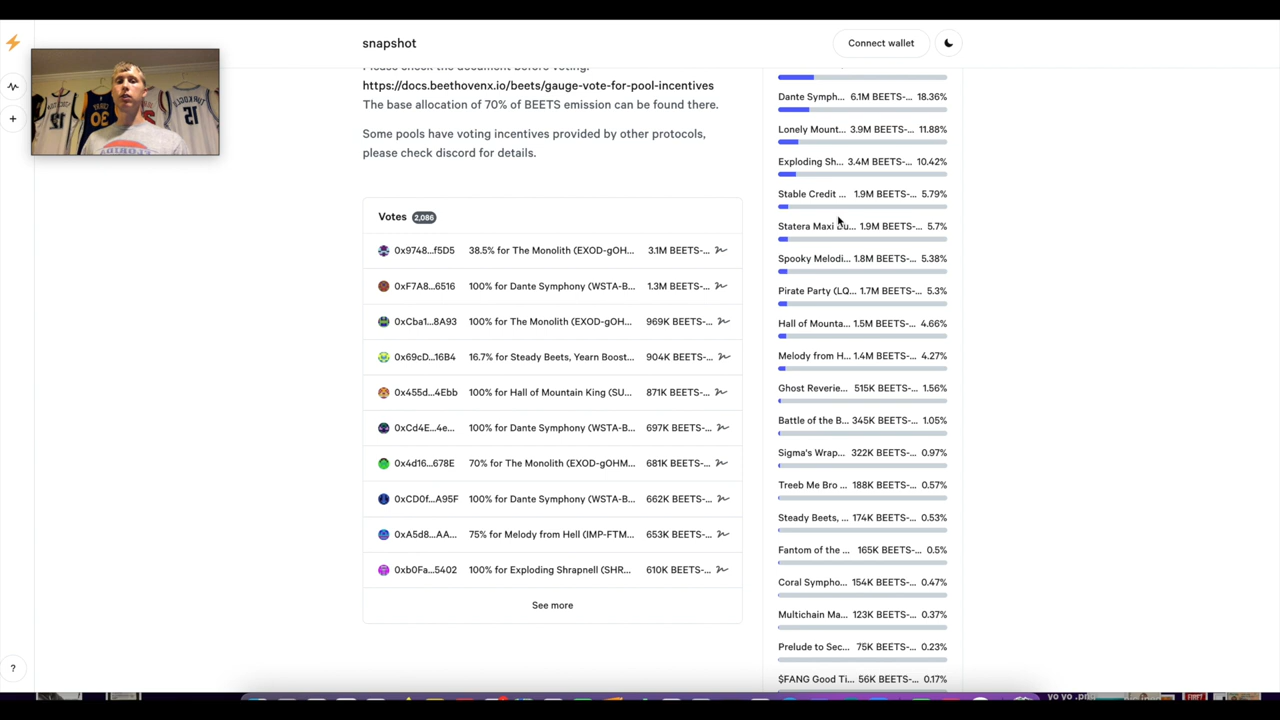 snapshot
Connect wallet
Please check the document before voting:
https://docs.beethovenx.io/beets/gauge-vote-for-pool-incentives
The base allocation of 70% of BEETS emission can be found there.
Some pools have voting incentives provided by other protocols,
please check discord for details.
Votes 2,086
0x9748...f5D5 38.5% for The Monolith (EXOD-gOH... 3.1M BEETS-...
0xF7A8...6516 100% for Dante Symphony (WSTA-B... 1.3M BEETS-...
0xCba1...8A93 100% for The Monolith (EXOD-gOH... 969K BEETS-...
0x69cD...16B4 16.7% for Steady Beets, Yearn Boost... 904K BEETS-...
0x455d...4Ebb 100% for Hall of Mountain King (SU... 871K BEETS-...
0xCd4E...4e... 100% for Dante Symphony (WSTA-B... 697K BEETS-...
0x4d16...678E 70% for The Monolith (EXOD-gOHM... 681K BEETS-...
0xCD0f...A95F 100% for Dante Symphony (WSTA-B... 662K BEETS-...
0xA5d8...AA... 75% for Melody from Hell (IMP-FTM... 653K BEETS-...
0xb0Fa...5402 100% for Exploding Shrapnell (SHR... 610K BEETS-...
See more
Dante Symph... 6.1M BEETS-... 18.36%
Lonely Mount... 3.9M BEETS-... 11.88%
Exploding Sh... 3.4M BEETS-... 10.42%
Stable Credit ... 1.9M BEETS-... 5.79%
Statera Maxi Du... 1.9M BEETS-... 5.7%
Spooky Melodi... 1.8M BEETS-... 5.38%
Pirate Party (LQ... 1.7M BEETS-... 5.3%
Hall of Mounta... 1.5M BEETS-... 4.66%
Melody from H... 1.4M BEETS-... 4.27%
Ghost Reverie... 515K BEETS-... 1.56%
Battle of the B... 345K BEETS-... 1.05%
Sigma's Wrap... 322K BEETS-... 0.97%
Treeb Me Bro ... 188K BEETS-... 0.57%
Steady Beets, ... 174K BEETS-... 0.53%
Fantom of the ... 165K BEETS-... 0.5%
Coral Sympho... 154K BEETS-... 0.47%
Multichain Ma... 123K BEETS-... 0.37%
Prelude to Sec... 75K BEETS-... 0.23%
$FANG Good Ti... 56K BEETS-... 0.17%
?
30
12
15
FLORIDA